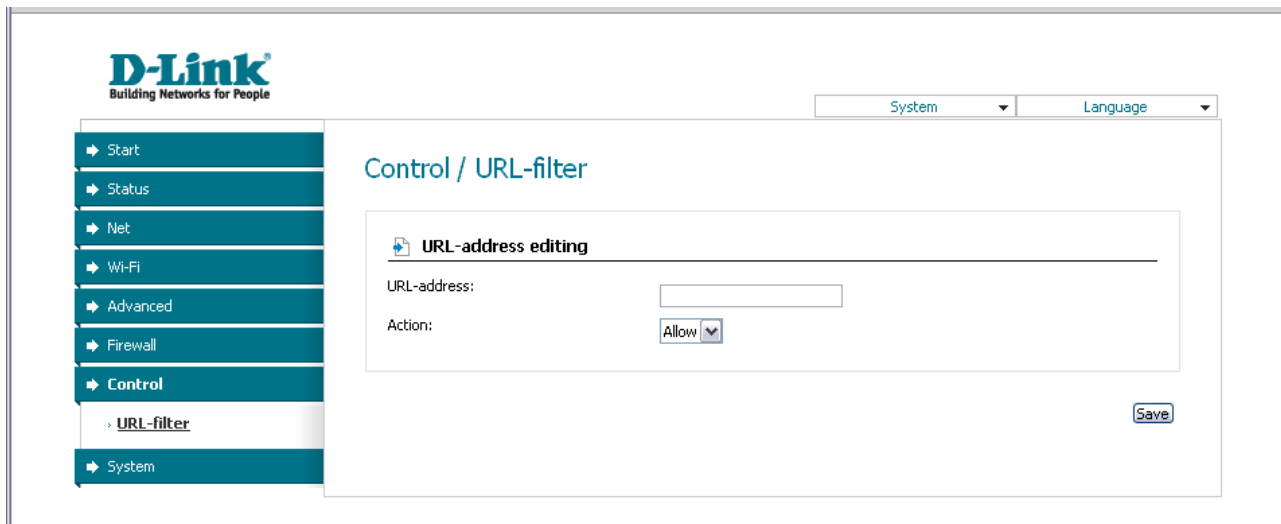 D-Link
Building Networks for People
System Language
Start
Status
Net
Wi-Fi
Advanced
Firewall
Control
URL-filter
System
Control / URL-filter
URL-address editing
URL-address:
Action: Allow
Save